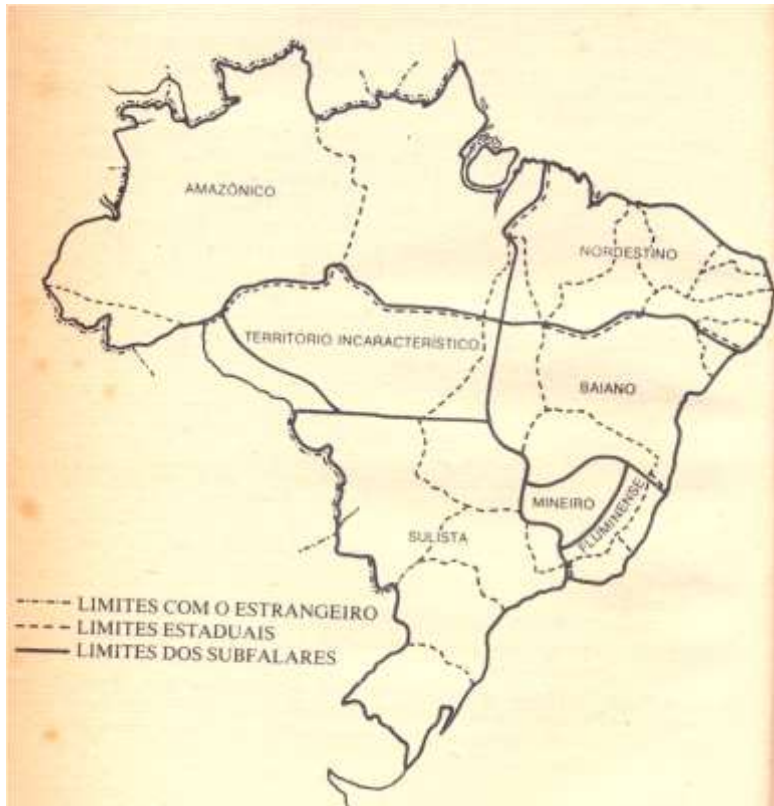 AMAZÔNICO
NORDESTINO
TERRITÓRIO INCARACTERÍSTICO
BAIANO
MINEIRO
FLUMINENSE
SULISTA
LIMITES COM O ESTRANGEIRO
LIMITES ESTADUAIS
LIMITES DOS SUBFALARES